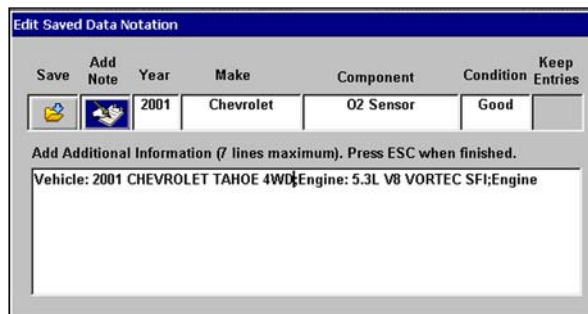 Edit Saved Data Notation
Save Add Note Year Make Component Condition Keep Entries
2001 Chevrolet O2 Sensor Good
Add Additional Information (7 lines maximum). Press ESC when finished.
Vehicle: 2001 CHEVROLET TAHOE 4WD;Engine: 5.3L V8 VORTEC SFI;Engine